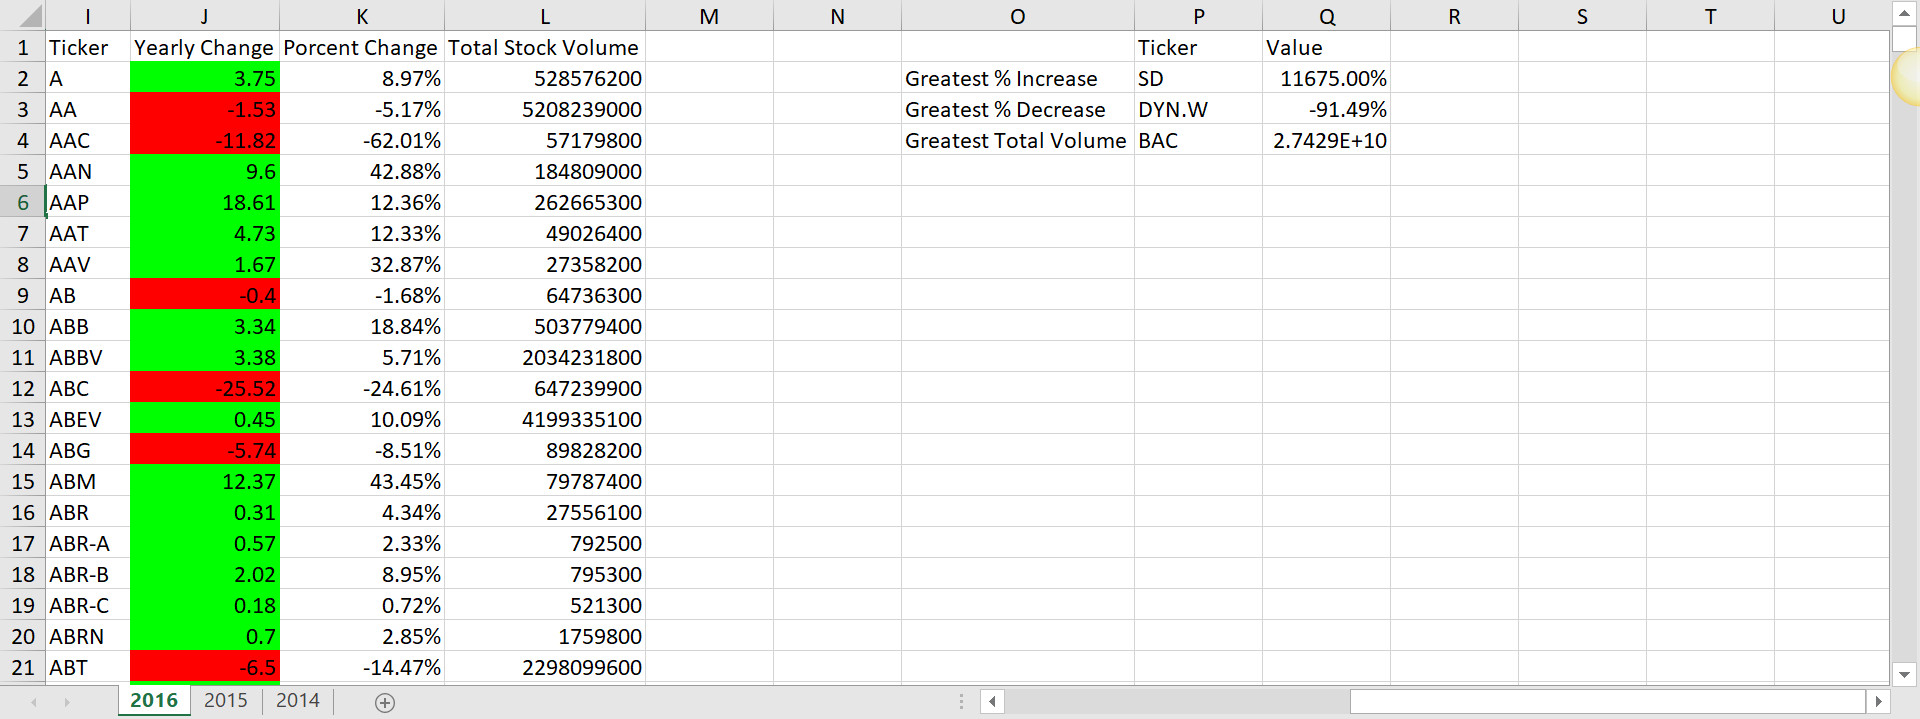 I J K L M N O P Q R S T U
1 Ticker Yearly Change Porcent Change Total Stock Volume Ticker Value
2 A 3.75 8.97% 528576200 Greatest % Increase SD 11675.00%
3 AA -1.53 -5.17% 5208239000 Greatest % Decrease DYN.W -91.49%
4 AAC -11.82 -62.01% 57179800 Greatest Total Volume BAC 2.7429E+10
5 AAN 9.6 42.88% 184809000
6 AAP 18.61 12.36% 262665300
7 AAT 4.73 12.33% 49026400
8 AAV 1.67 32.87% 27358200
9 AB -0.4 -1.68% 64736300
10 ABB 3.34 18.84% 503779400
11 ABBV 3.38 5.71% 2034231800
12 ABC -25.52 -24.61% 647239900
13 ABEV 0.45 10.09% 4199335100
14 ABG -5.74 -8.51% 89828200
15 ABM 12.37 43.45% 79787400
16 ABR 0.31 4.34% 27556100
17 ABR-A 0.57 2.33% 792500
18 ABR-B 2.02 8.95% 795300
19 ABR-C 0.18 0.72% 521300
20 ABRN 0.7 2.85% 1759800
21 ABT -6.5 -14.47% 2298099600
2016 2015 2014